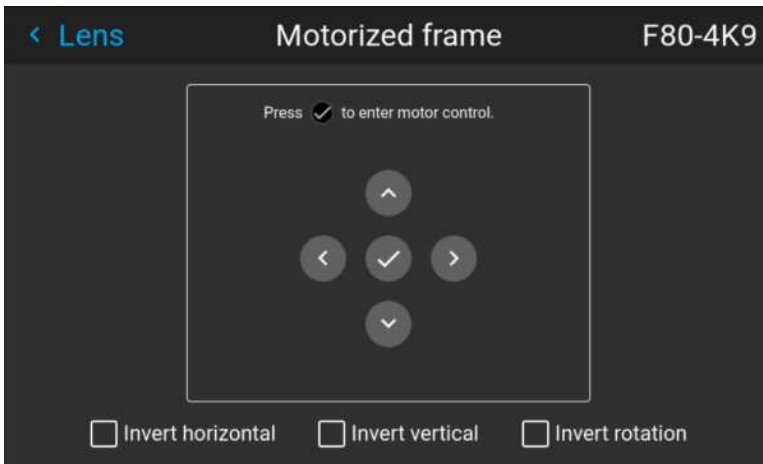 Lens Motorized frame F80-4K9
Press to enter motor control.
Invert horizontal Invert vertical Invert rotation